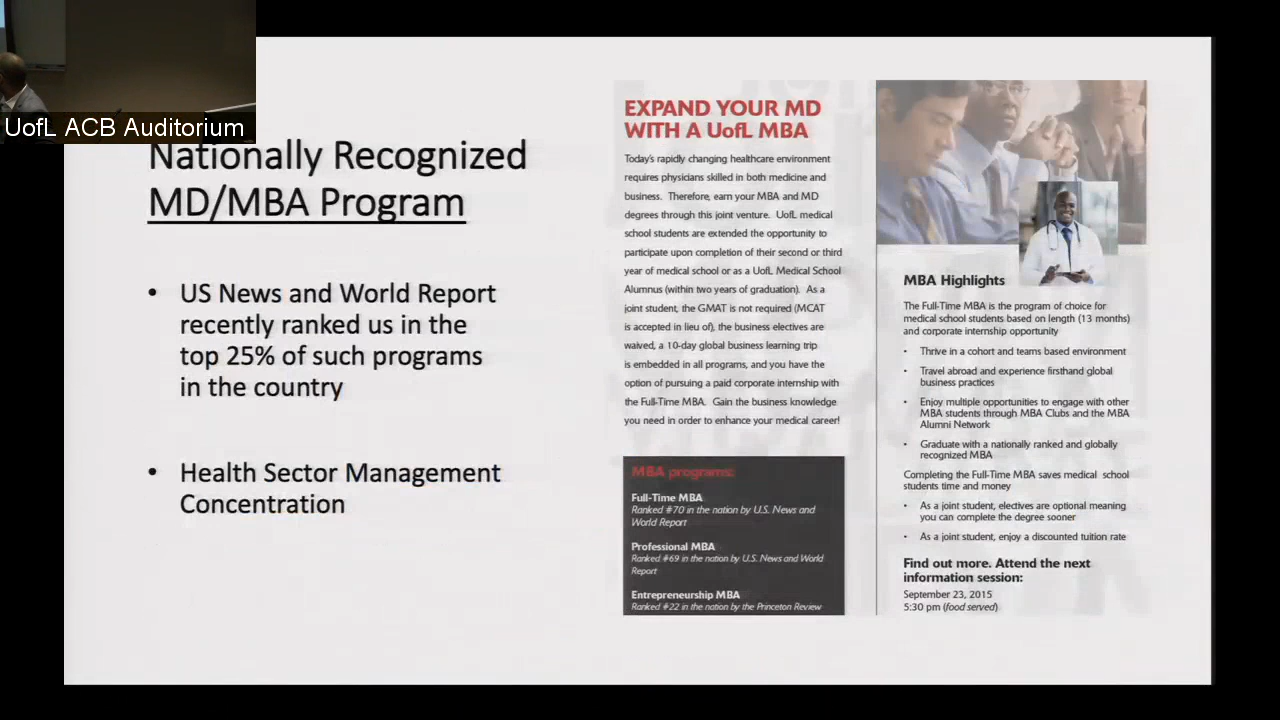 UofL ACB Auditorium
Nationally Recognized
MD/MBA Program
• US News and World Report
recently ranked us in the
top 25% of such programs
in the country
• Health Sector Management
Concentration
EXPAND YOUR MD
WITH A UofL MBA
Today's rapidly changing healthcare environment
requires physicians skilled in both medicine and
business. Therefore, earn your MBA and MD
degrees through this joint venture. UofL medical
school students are extended the opportunity to
participate upon completion of their second or third
year of medical school or as a UofL Medical School
Alumnus (within two years of graduation). As a
joint student, the GMAT is not required (MCAT
is accepted in lieu of), the business electives are
waived, a 10-day global business learning trip
is embedded in all programs, and you have the
option of pursuing a paid corporate internship with
the Full-Time MBA. Gain the business knowledge
you need in order to enhance your medical career!
MBA programs:
Full-Time MBA
Ranked #70 in the nation by U.S. News and
World Report
Professional MBA
Ranked #69 in the nation by U.S. News and World
Report
Entrepreneurship MBA
Ranked #22 in the nation by the Princeton Review
MBA Highlights
The Full-Time MBA is the program of choice for
medical school students based on length (13 months)
and corporate internship opportunity
• Thrive in a cohort and teams based environment
• Travel abroad and experience firsthand global
business practices
• Enjoy multiple opportunities to engage with other
MBA students through MBA Clubs and the MBA
Alumni Network
• Graduate with a nationally ranked and globally
recognized MBA
Completing the Full-Time MBA saves medical school
students time and money
• As a joint student, electives are optional meaning
you can complete the degree sooner
• As a joint student, enjoy a discounted tuition rate
Find out more. Attend the next
information session:
September 23, 2015
5:30 pm (food served)